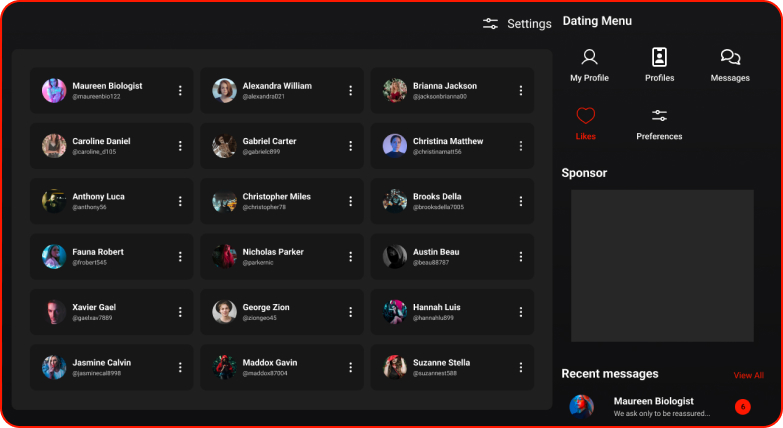 Settings
Dating Menu
My Profile
Profiles
Messages
Likes
Preferences
Maureen Biologist
@maureenbio122
Alexandra William
@alexandra021
Brianna Jackson
@jacksonbrianna00
Caroline Daniel
@caroline_d105
Gabriel Carter
@gabrielc899
Christina Matthew
@christinamatt56
Anthony Luca
@anthony56
Christopher Miles
@christopher78
Brooks Della
@brooksdella7005
Fauna Robert
@frobert545
Nicholas Parker
@parkernic
Austin Beau
@beau88787
Xavier Gael
@gaelxav7889
George Zion
@ziongeo45
Hannah Luis
@hannahlu899
Jasmine Calvin
@jasminecall8998
Maddox Gavin
@maddox87004
Suzanne Stella
@suzannest588
Sponsor
Recent messages
View All
Maureen Biologist
We ask only to be reassured...
6